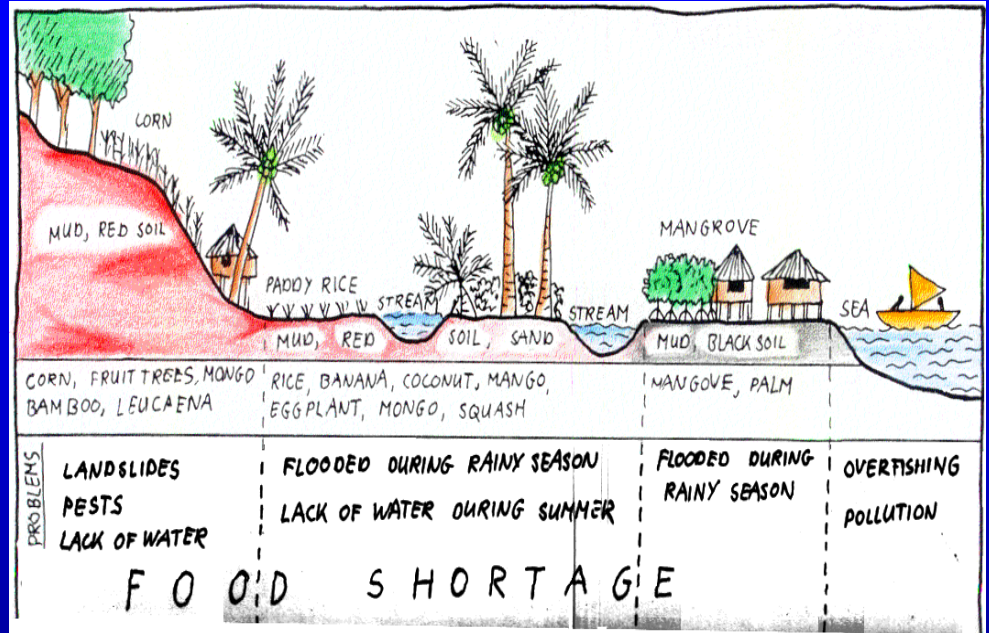 CORN
MUD, RED SOIL
PADDY RICE
STREAM
STREAM
MANGROVE
SEA
MUD, RED
SOIL, SAND
MUD, BLACK SOIL
CORN, FRUIT TREES, MONGO
BAMBOO, LEUCAENA
RICE, BANANA, COCONUT, MANGO,
EGGPLANT, MONGO, SQUASH
MANGOVE, PALM
PROBLEMS
LANDSLIDES
PESTS
LACK OF WATER
FLOODED DURING RAINY SEASON
LACK OF WATER DURING SUMMER
FLOODED DURING
RAINY SEASON
OVERFISHING
POLLUTION
FOOD SHORTAGE